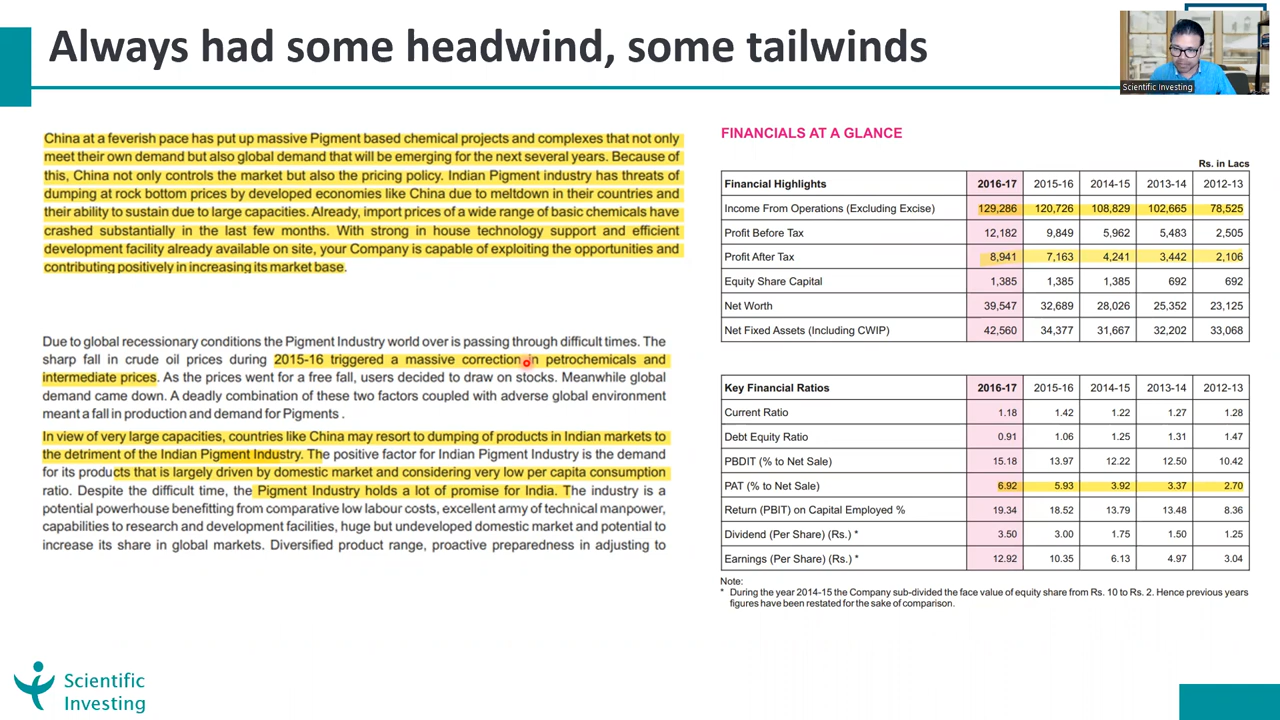 Always had some headwind, some tailwinds
Scientific Investing
China at a feverish pace has put up massive Pigment based chemical projects and complexes that not only
meet their own demand but also global demand that will be emerging for the next several years. Because of
this, China not only controls the market but also the pricing policy. Indian Pigment industry has threats of
dumping at rock bottom prices by developed economies like China due to meltdown in their countries and
their ability to sustain due to large capacities. Already, import prices of a wide range of basic chemicals have
crashed substantially in the last few months. With strong in house technology support and efficient
development facility already available on site, your Company is capable of exploiting the opportunities and
contributing positively in increasing its market base.
Due to global recessionary conditions the Pigment Industry world over is passing through difficult times. The
sharp fall in crude oil prices during 2015-16 triggered a massive correction in petrochemicals and
intermediate prices. As the prices went for a free fall, users decided to draw on stocks. Meanwhile global
demand came down. A deadly combination of these two factors coupled with adverse global environment
meant a fall in production and demand for Pigments .
In view of very large capacities, countries like China may resort to dumping of products in Indian markets to
the detriment of the Indian Pigment Industry. The positive factor for Indian Pigment Industry is the demand
for its products that is largely driven by domestic market and considering very low per capita consumption
ratio. Despite the difficult time, the Pigment Industry holds a lot of promise for India. The industry is a
potential powerhouse benefitting from comparative low labour costs, excellent army of technical manpower,
capabilities to research and development facilities, huge but undeveloped domestic market and potential to
increase its share in global markets. Diversified product range, proactive preparedness in adjusting to
FINANCIALS AT A GLANCE
Rs. in Lacs
Financial Highlights 2016-17 2015-16 2014-15 2013-14 2012-13
Income From Operations (Excluding Excise) 129,286 120,726 108,829 102,665 78,525
Profit Before Tax 12,182 9,849 5,962 5,483 2,505
Profit After Tax 8,941 7,163 4,241 3,442 2,106
Equity Share Capital 1,385 1,385 1,385 692 692
Net Worth 39,547 32,689 28,026 25,352 23,125
Net Fixed Assets (Including CWIP) 42,560 34,377 31,667 32,202 33,068
Key Financial Ratios 2016-17 2015-16 2014-15 2013-14 2012-13
Current Ratio 1.18 1.42 1.22 1.27 1.28
Debt Equity Ratio 0.91 1.06 1.25 1.31 1.47
PBDIT (% to Net Sale) 15.18 13.97 12.22 12.50 10.42
PAT (% to Net Sale) 6.92 5.93 3.92 3.37 2.70
Return (PBIT) on Capital Employed % 19.34 18.52 13.79 13.48 8.36
Dividend (Per Share) (Rs.) * 3.50 3.00 1.75 1.50 1.25
Earnings (Per Share) (Rs.) * 12.92 10.35 6.13 4.97 3.04
Note:
* During the year 2014-15 the Company sub-divided the face value of equity share from Rs. 10 to Rs. 2. Hence previous years
figures have been restated for the sake of comparison.
Scientific
Investing